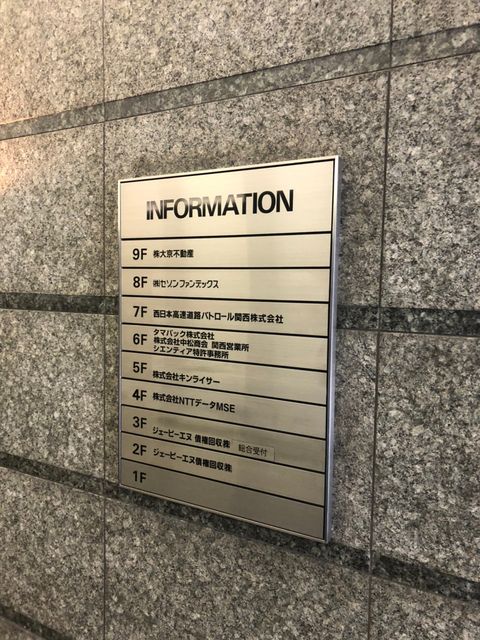 INFORMATION
9F ㈱大京不動産
8F ㈱セゾンファンデックス
7F 西日本高速道路パトロール関西株式会社
6F タマパック株式会社
株式会社中松商会 関西営業所
シエンティア特許事務所
5F 株式会社キンライサー
4F 株式会社NTTデータMSE
3F ジェーピーエヌ債権回収㈱ 総合受付
2F ジェーピーエヌ債権回収㈱
1F